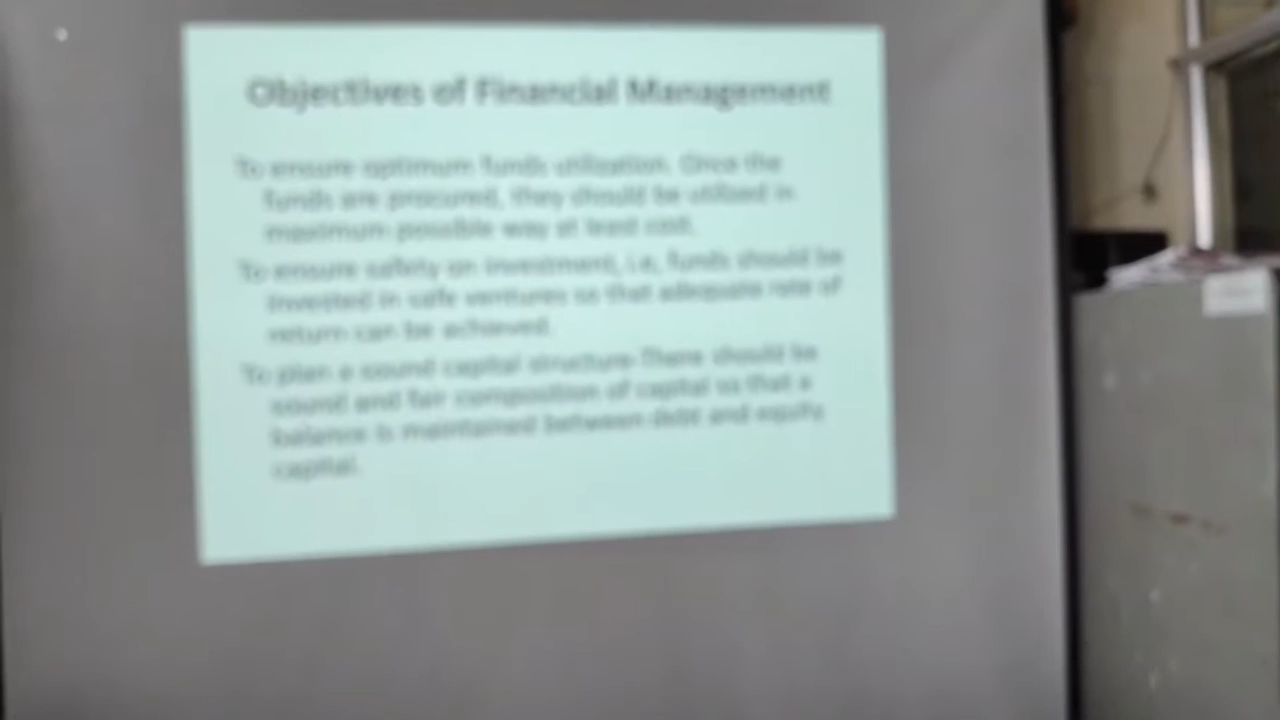 Objectives of Financial Management
To ensure optimum funds utilization. Once the
funds are procured, they should be utilized in
maximum possible way at least cost.
To ensure safety on investment, i.e, funds should be
invested in safe ventures so that adequate rate of
return can be achieved.
To plan a sound capital structure-There should be
sound and fair composition of capital so that a
balance is maintained between debt and equity
capital.